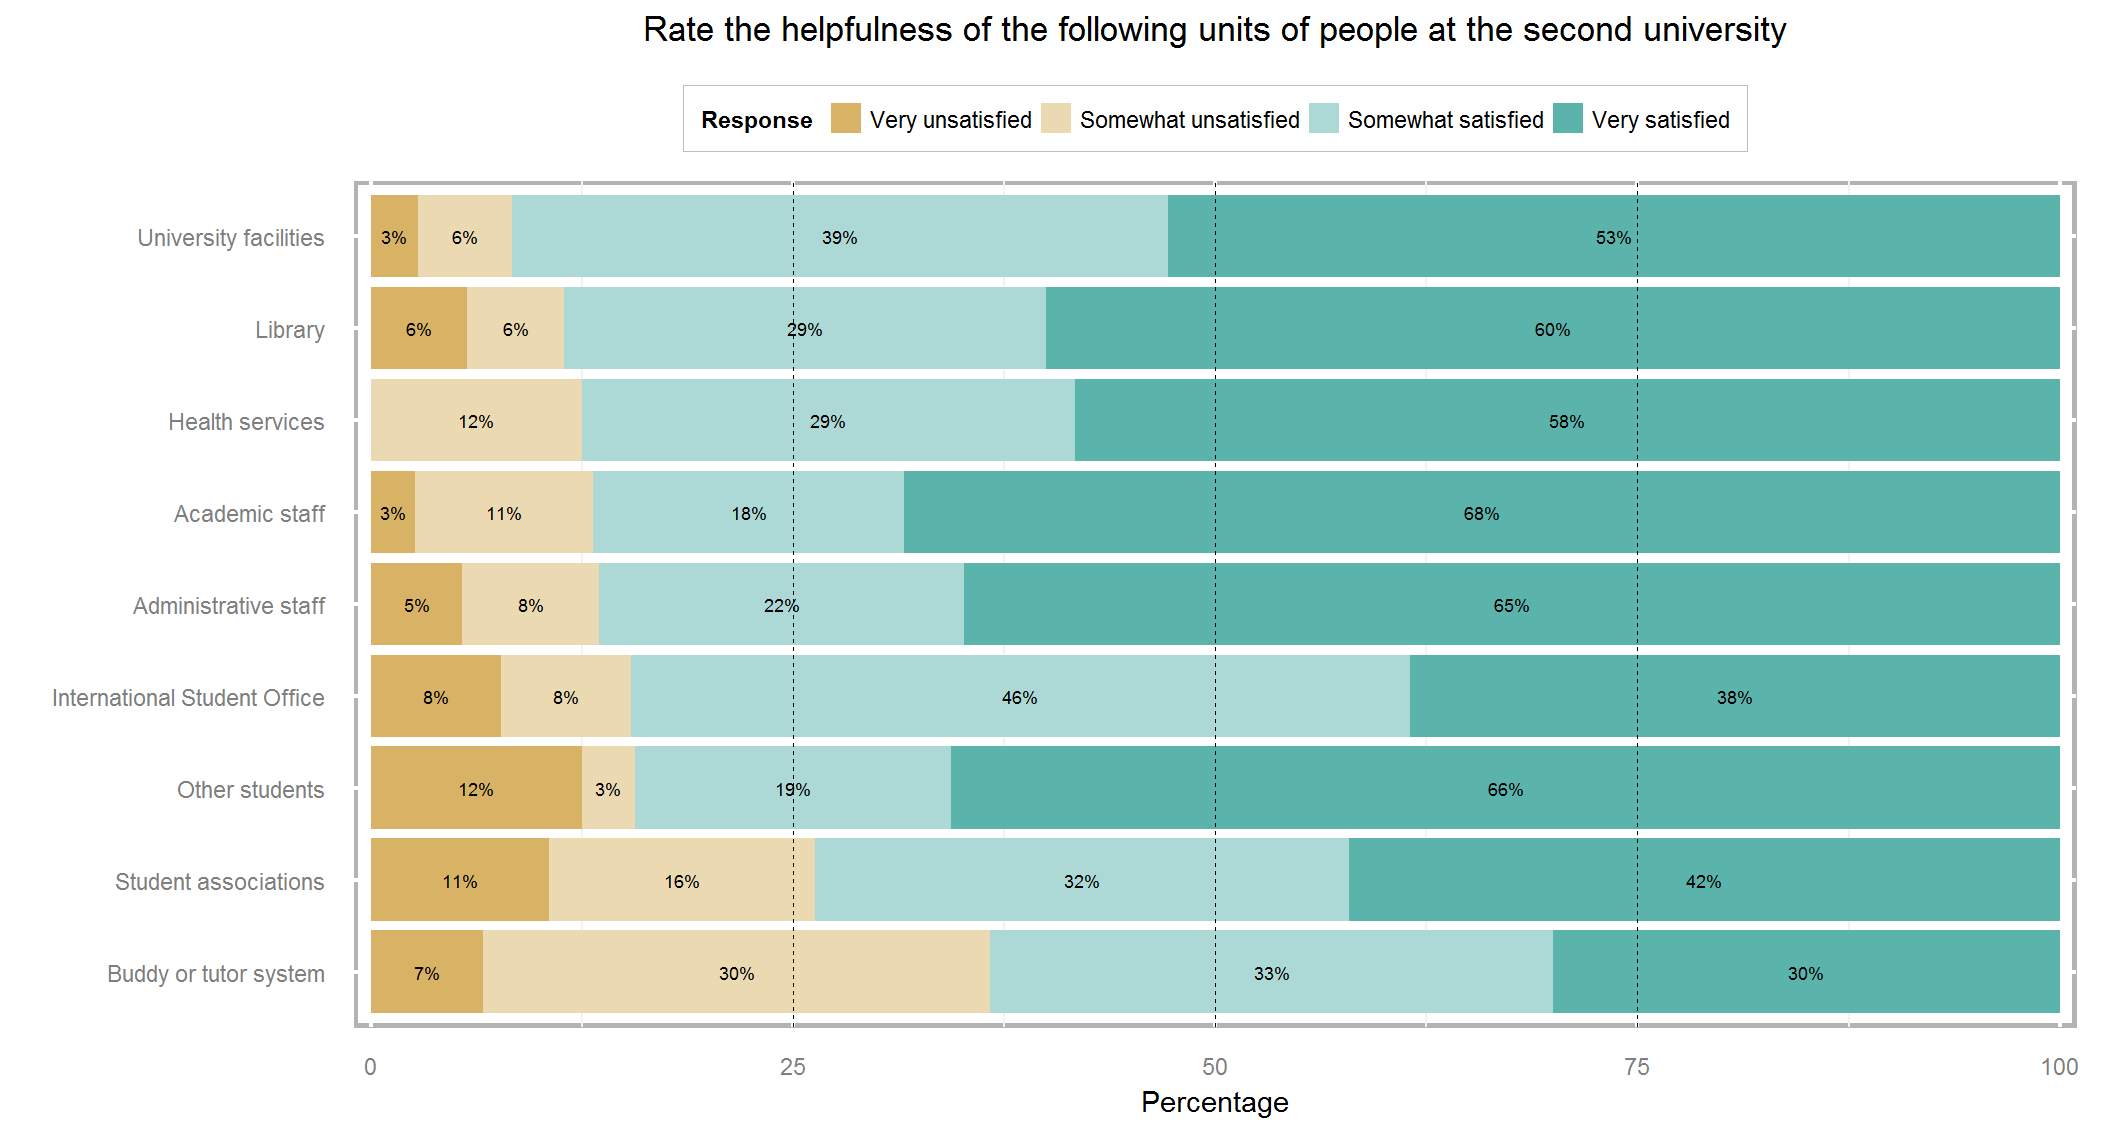 Rate the helpfulness of the following units of people at the second university
Response Very unsatisfied Somewhat unsatisfied Somewhat satisfied Very satisfied
University facilities 3% 6% 39% 53%
Library 6% 6% 29% 60%
Health services 12% 29% 58%
Academic staff 3% 11% 18% 68%
Administrative staff 5% 8% 22% 65%
International Student Office 8% 8% 46% 38%
Other students 12% 3% 19% 66%
Student associations 11% 16% 32% 42%
Buddy or tutor system 7% 30% 33% 30%
0 25 50 75 100
Percentage